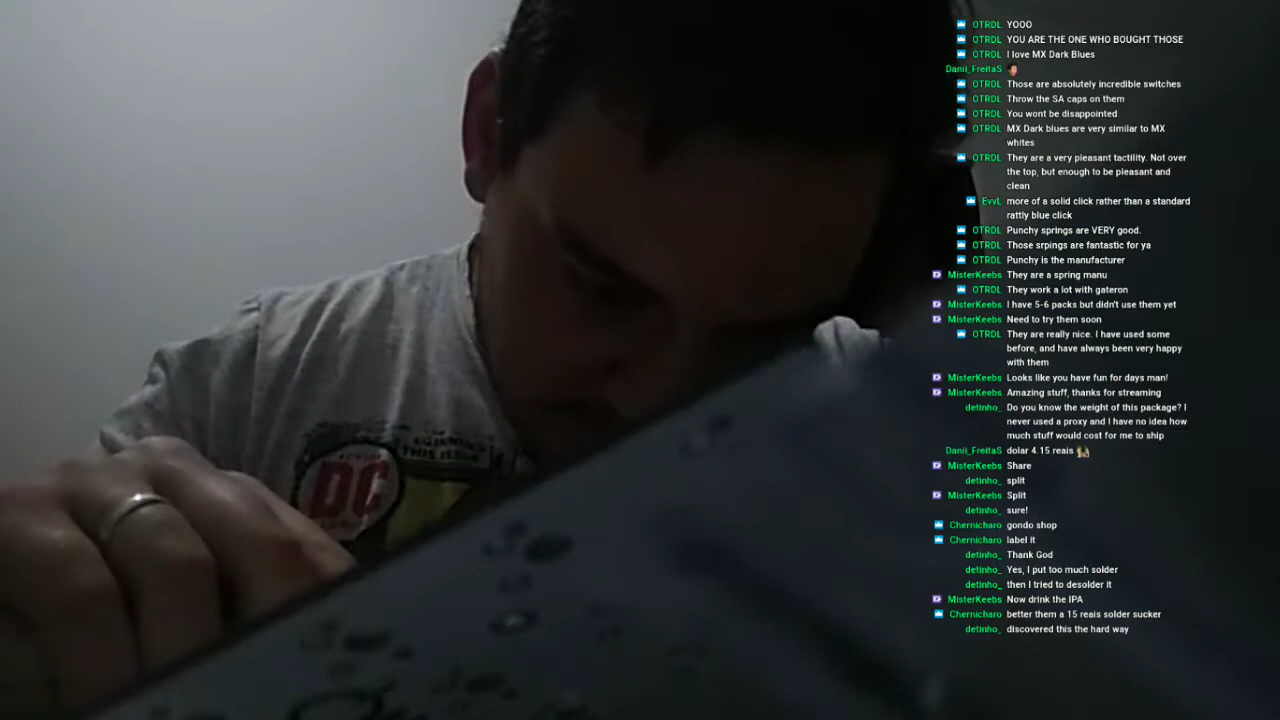 OTRDL YOOO
OTRDL YOU ARE THE ONE WHO BOUGHT THOSE
OTRDL I love MX Dark Blues
Danii_FreitaS
OTRDL Those are absolutely incredible switches
OTRDL Throw the SA caps on them
OTRDL You wont be disappointed
OTRDL MX Dark blues are very similar to MX
whites
OTRDL They are a very pleasant tactility. Not over
the top, but enough to be pleasant and
clean
EvvL more of a solid click rather than a standard
rattly blue click
OTRDL Punchy springs are VERY good.
OTRDL Those srpings are fantastic for ya
OTRDL Punchy is the manufacturer
MisterKeebs They are a spring manu
OTRDL They work a lot with gateron
MisterKeebs I have 5-6 packs but didn't use them yet
MisterKeebs Need to try them soon
OTRDL They are really nice. I have used some
before, and have always been very happy
with them
MisterKeebs Looks like you have fun for days man!
MisterKeebs Amazing stuff, thanks for streaming
detinho_ Do you know the weight of this package? I
never used a proxy and I have no idea how
much stuff would cost for me to ship
Danii_FreitaS dolar 4.15 reais
MisterKeebs Share
detinho_ split
MisterKeebs Split
detinho_ sure!
Chernicharo gondo shop
Chernicharo label it
detinho_ Thank God
detinho_ Yes, I put too much solder
detinho_ then I tried to desolder it
MisterKeebs Now drink the IPA
Chernicharo better them a 15 reais solder sucker
detinho_ discovered this the hard way
THIS ISSUE
DC